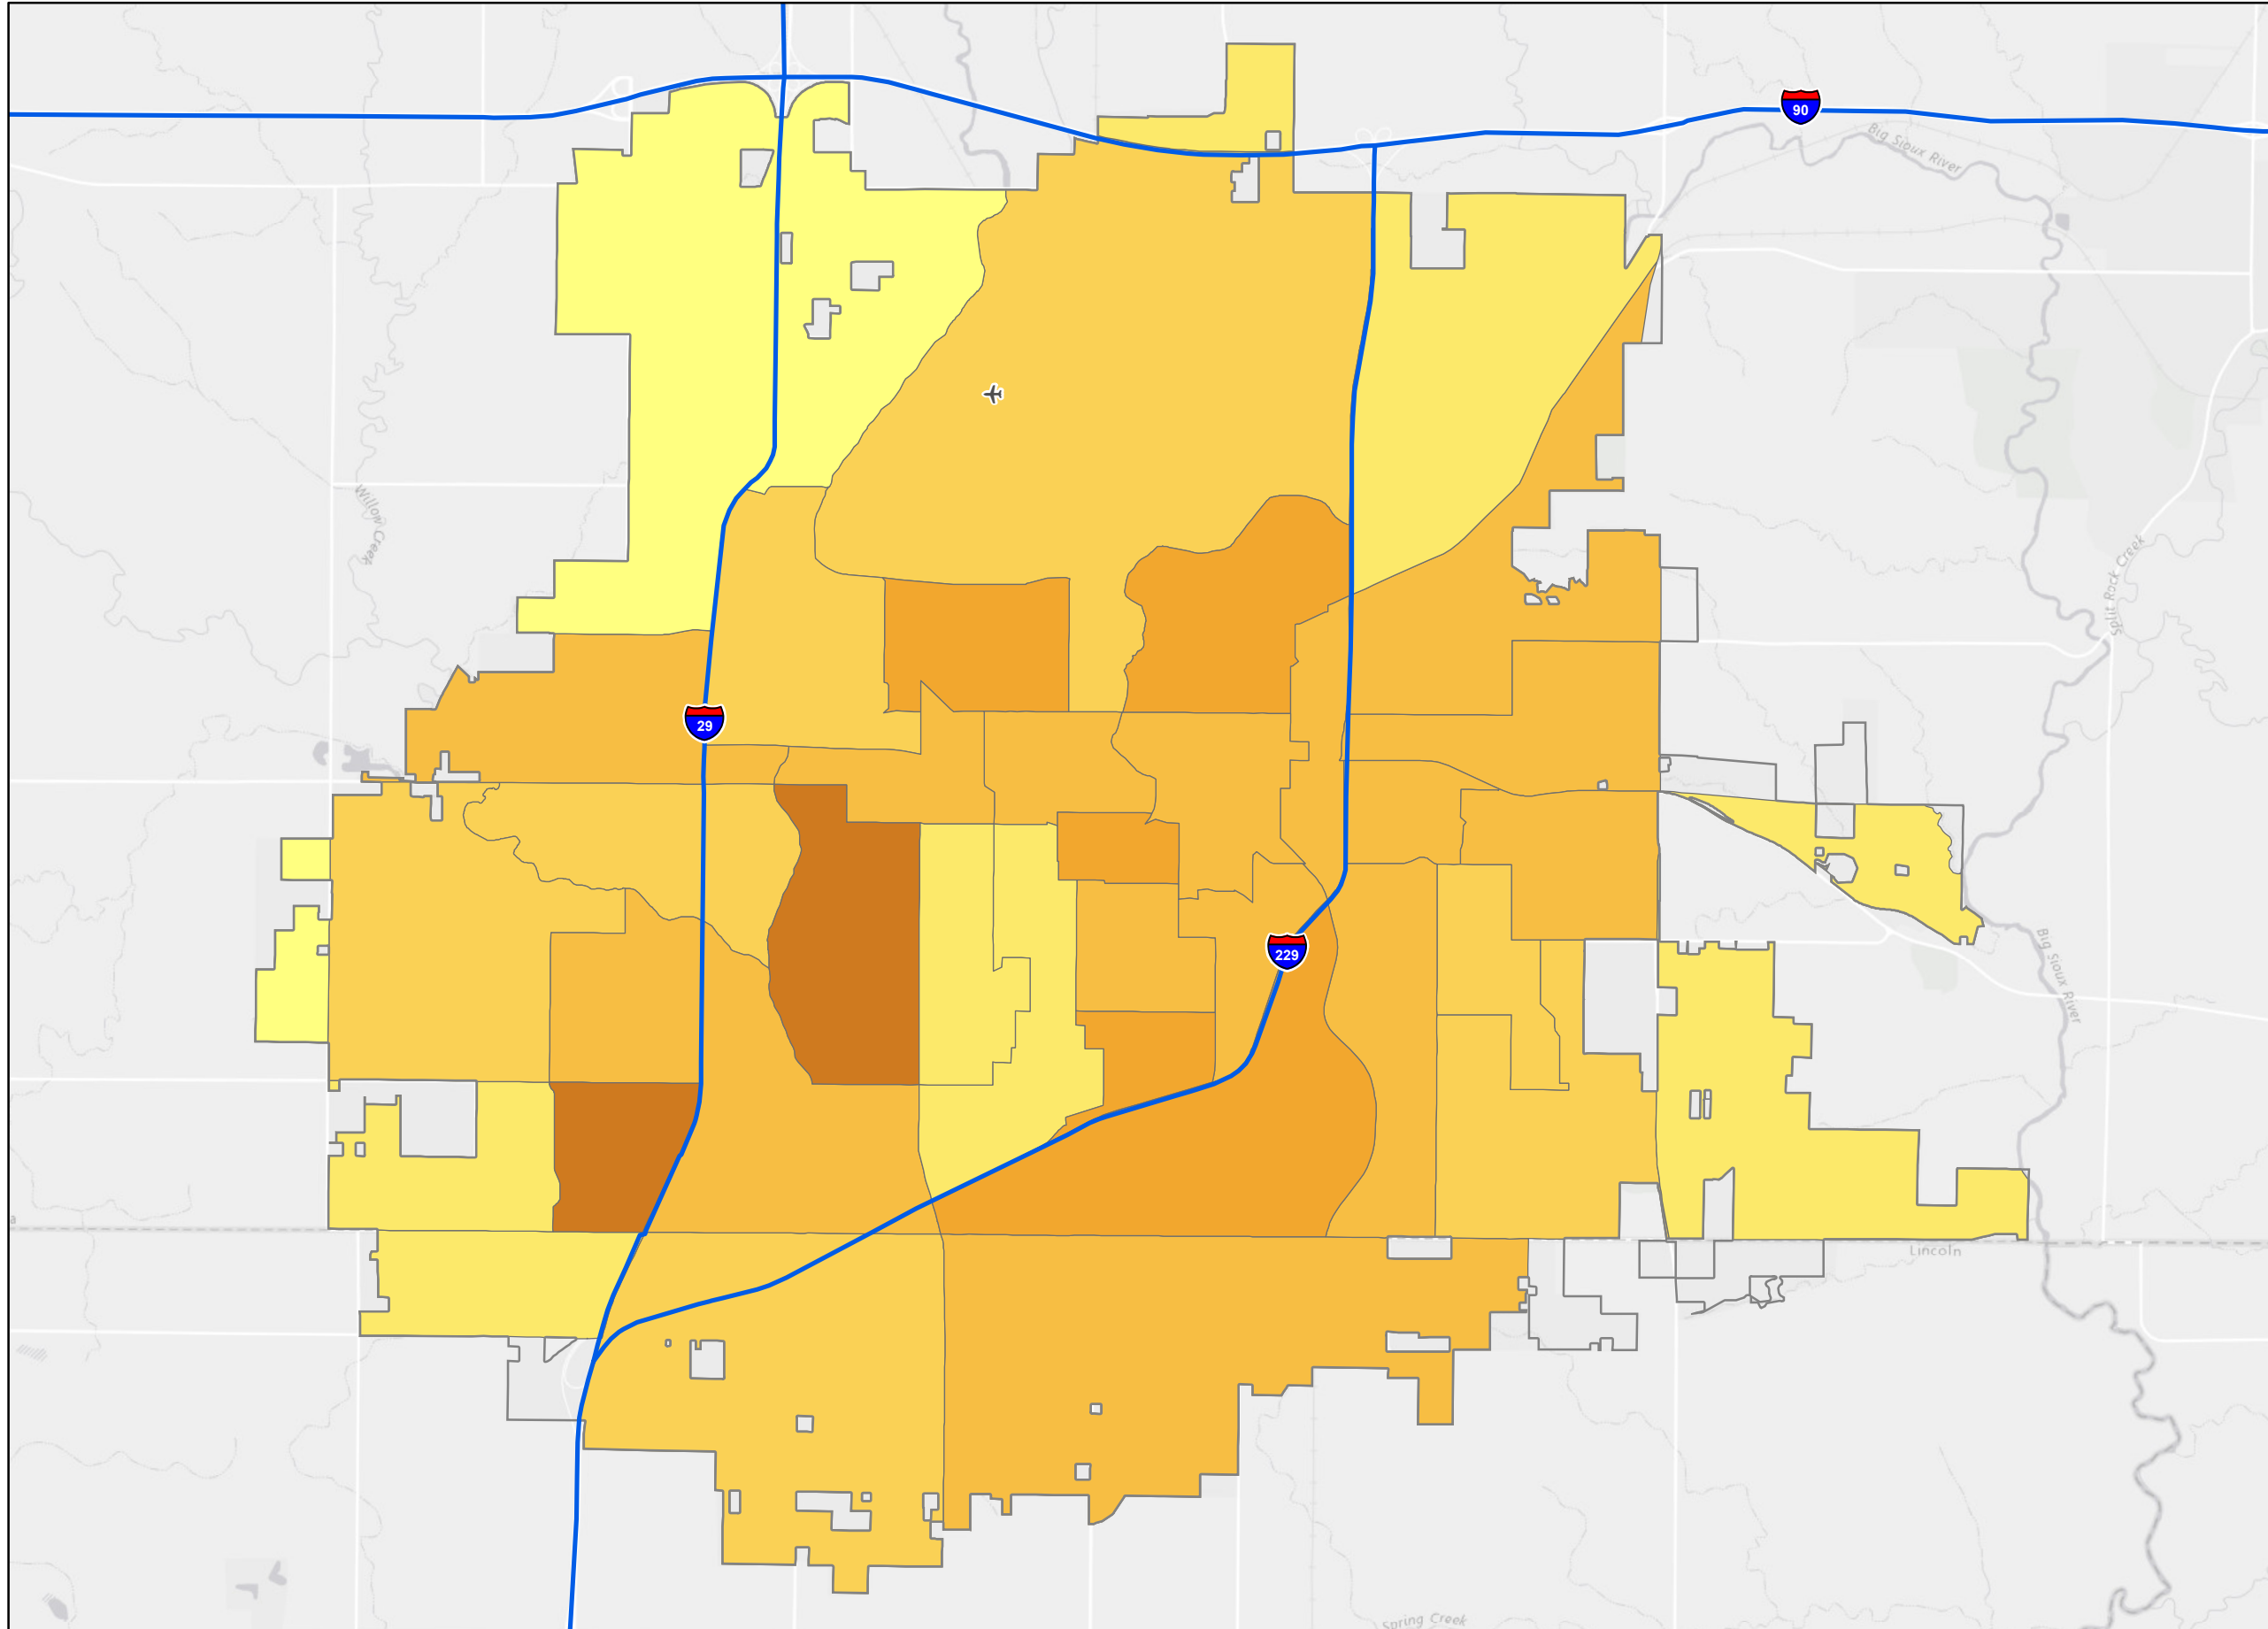 90
Big Sioux River
Willow Creek
Split Rock Creek
29
229
Big Sioux River
a
Lincoln
Spring Creek